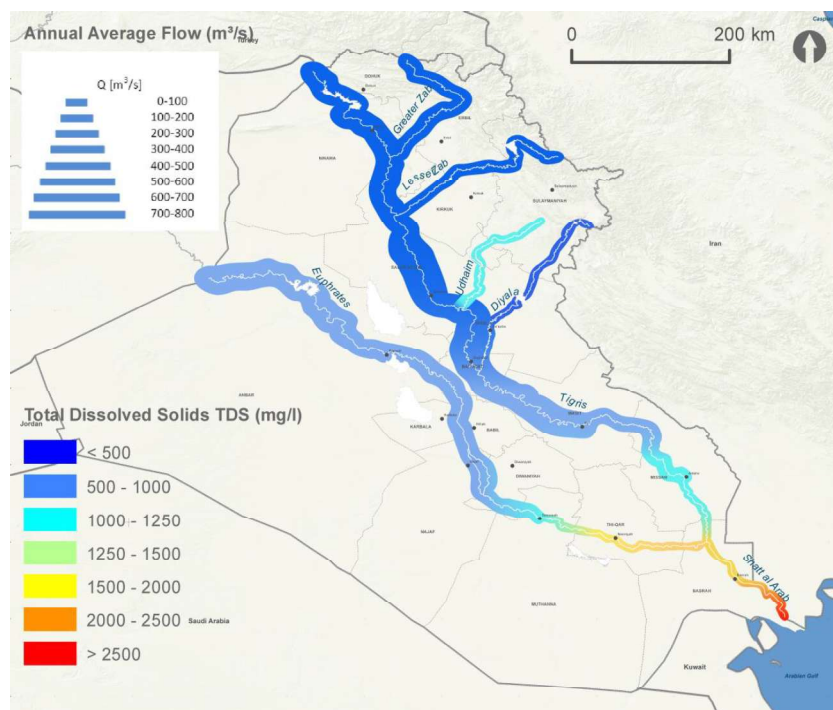 Annual Average Flow (m³/s)
Turkey
Caspian
0
200 km
Q [m³/s]
0-100
100-200
200-300
300-400
400-500
500-600
600-700
700-800
Greater Zab
Lesser Zab
NINAWA
KIRKUK
SULAYMANIYAH
Iran
Udhaim
Diyala
Euphrates
Tigris
ANBAR
KARBALA
BABIL
Total Dissolved Solids TDS (mg/l)
Jordan
< 500
500 - 1000
1000 - 1250
1250 - 1500
1500 - 2000
2000 - 2500
> 2500
NAJAF
THI-QAR
MISSAN
BASRAH
MUTHANNA
Shatt al Arab
Saudi Arabia
Kuwait
Arabian Gulf